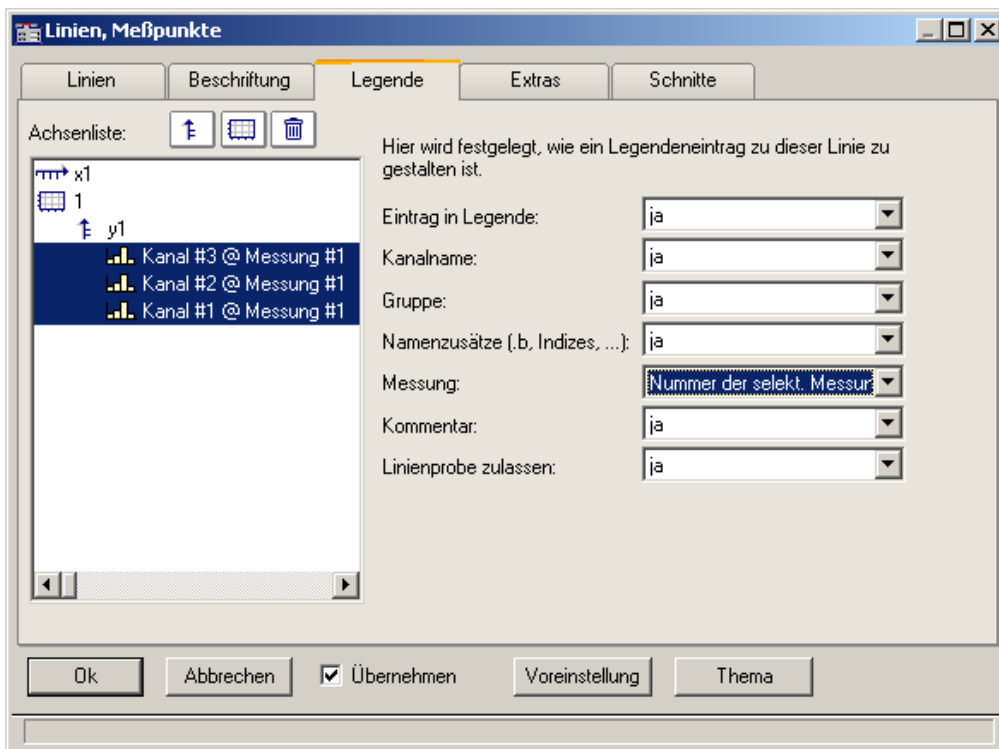 Linien, Meßpunkte
Linien Beschriftung Legende Extras Schnitte
Achsenliste:
x1
1
y1
Kanal #3 @ Messung #1
Kanal #2 @ Messung #1
Kanal #1 @ Messung #1
Hier wird festgelegt, wie ein Legendeneintrag zu dieser Linie zu
gestalten ist.
Eintrag in Legende: ja
Kanalname: ja
Gruppe: ja
Namenzusätze (.b, Indizes, ...): ja
Messung: Nummer der selekt. Messur
Kommentar: ja
Linienprobe zulassen: ja
Ok Abbrechen Übernehmen Voreinstellung Thema